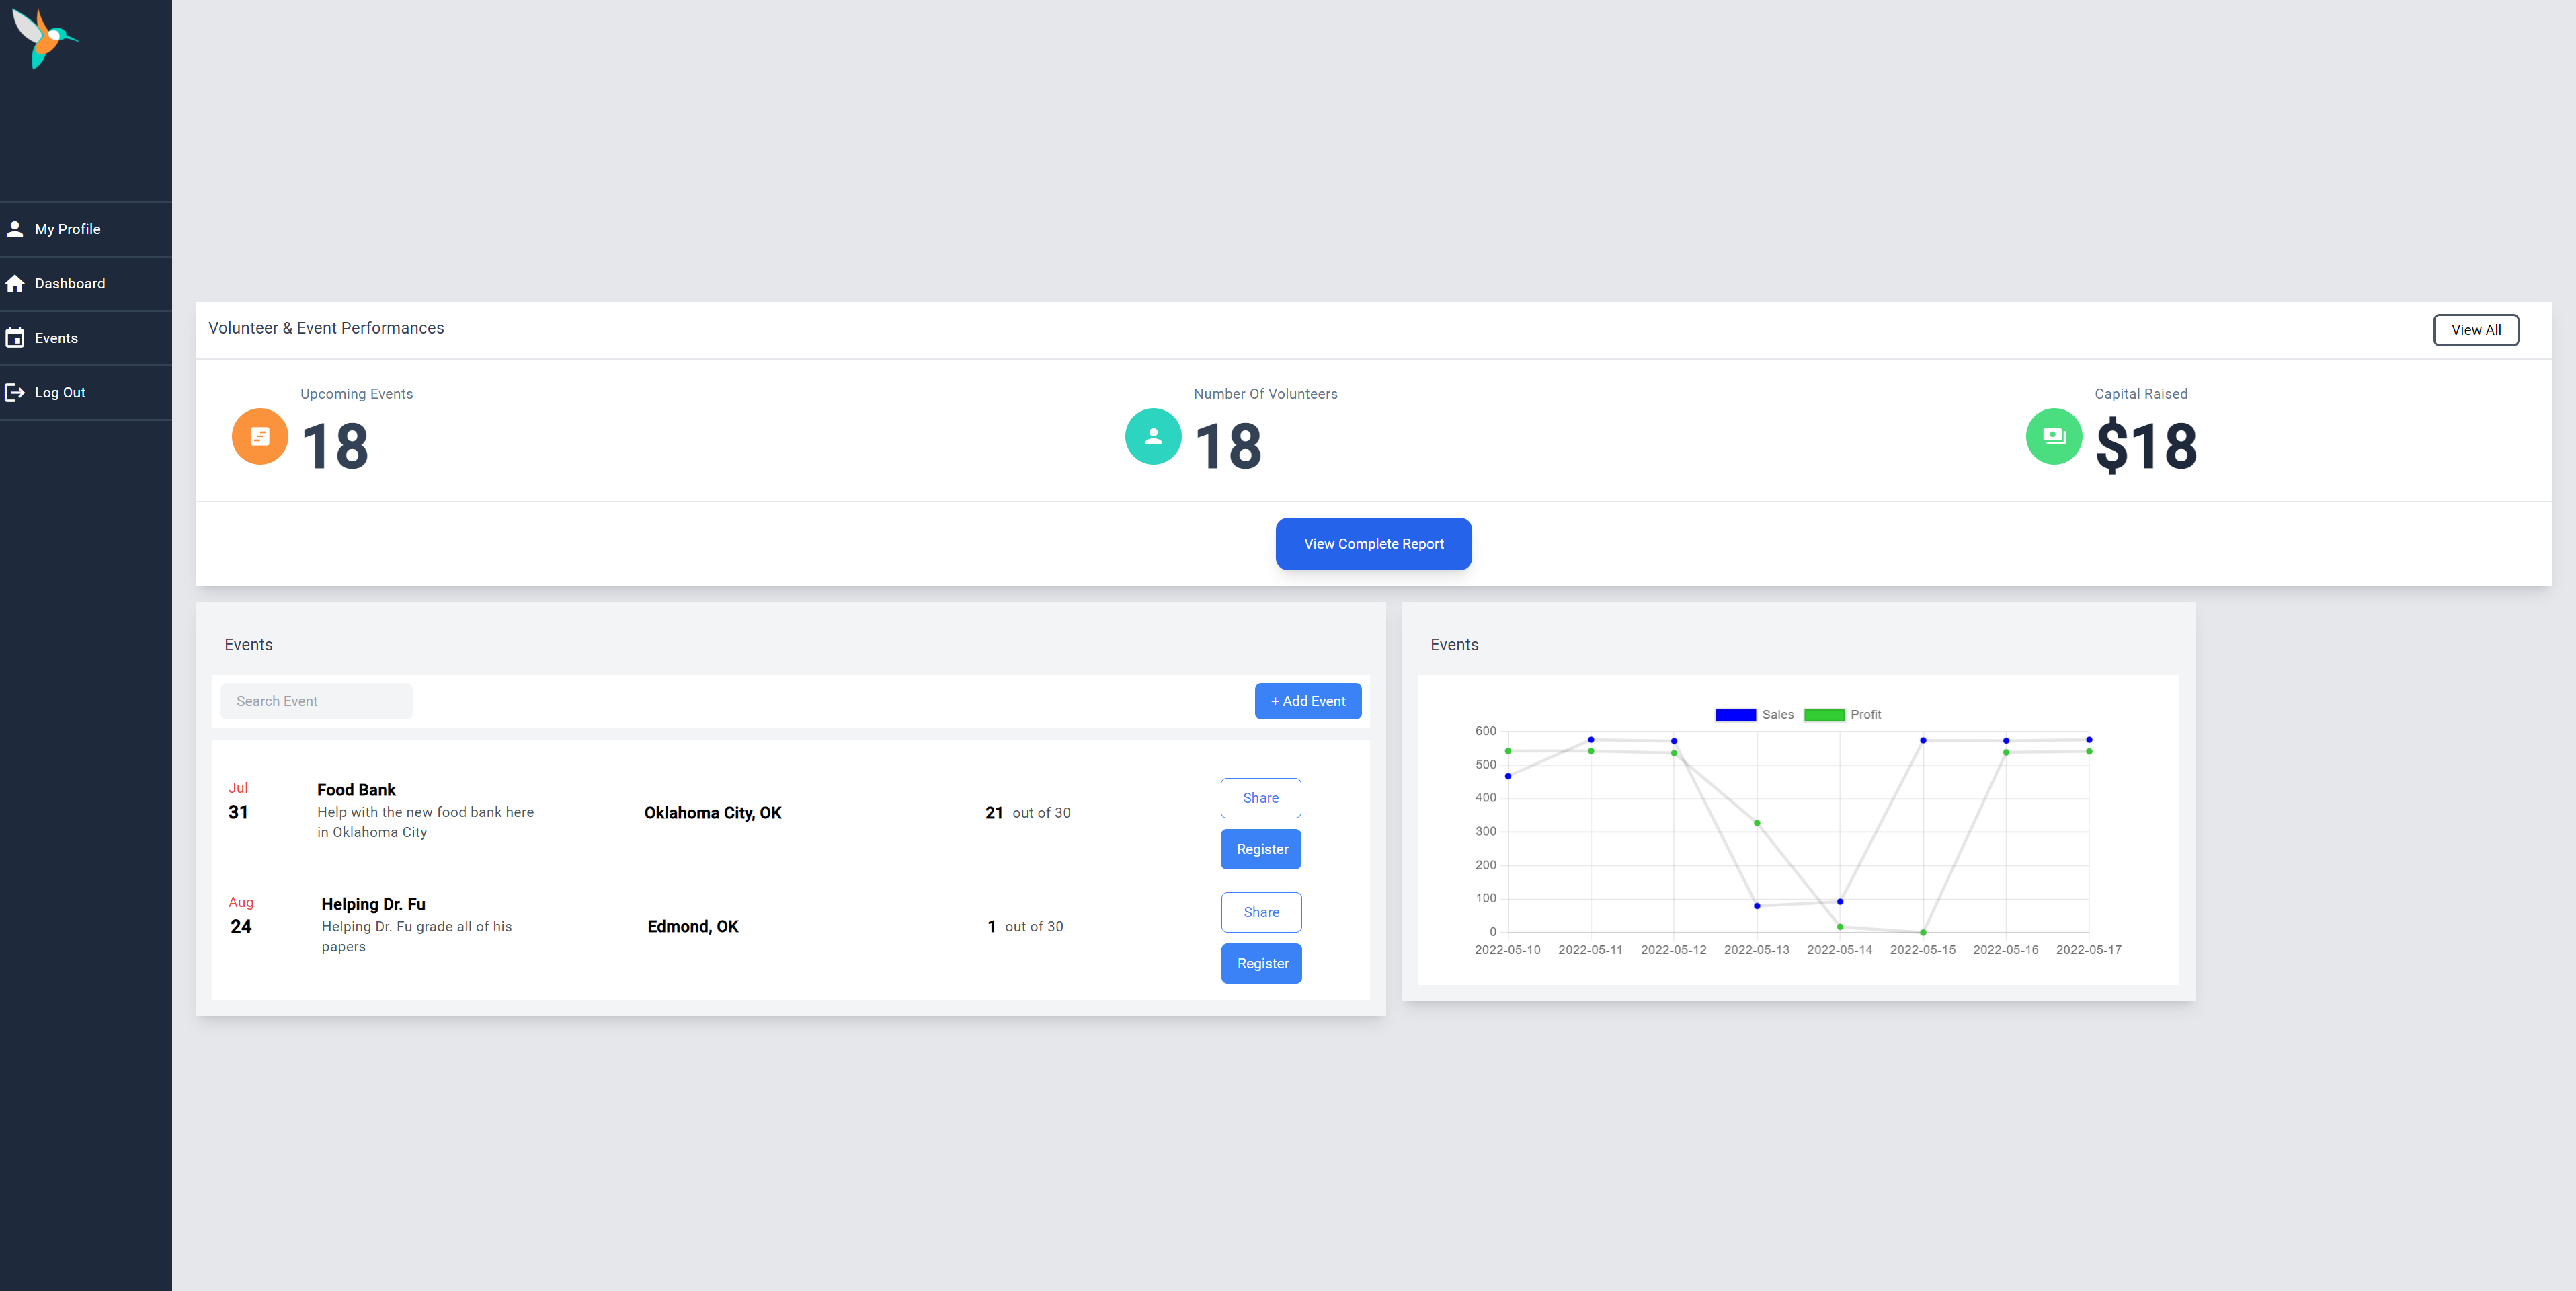 My Profile
Dashboard
Events
Log Out
Volunteer & Event Performances
View All
Upcoming Events
18
Number Of Volunteers
18
Capital Raised
$18
View Complete Report
Events
Search Event
+ Add Event
Jul
31
Food Bank
Help with the new food bank here
in Oklahoma City
Oklahoma City, OK
21 out of 30
Share
Register
Aug
24
Helping Dr. Fu
Helping Dr. Fu grade all of his
papers
Edmond, OK
1 out of 30
Share
Register
Events
Sales Profit
600
500
400
300
200
100
0
2022-05-10 2022-05-11 2022-05-12 2022-05-13 2022-05-14 2022-05-15 2022-05-16 2022-05-17